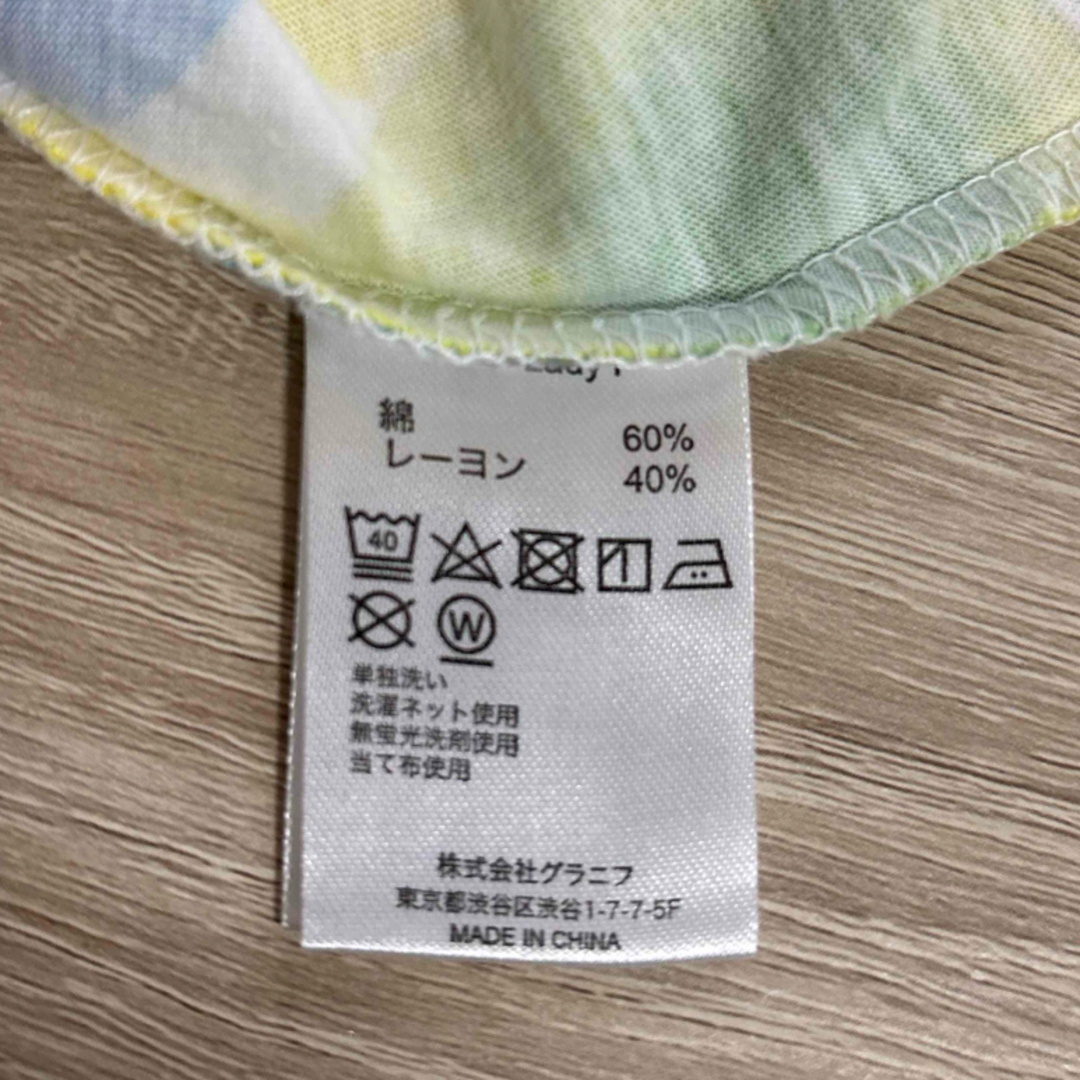 綿 60%
レーヨン 40%
40
W
単独洗い
洗濯ネット使用
無蛍光洗剤使用
当て布使用
株式会社グラニフ
東京都渋谷区渋谷1-7-7-5F
MADE IN CHINA